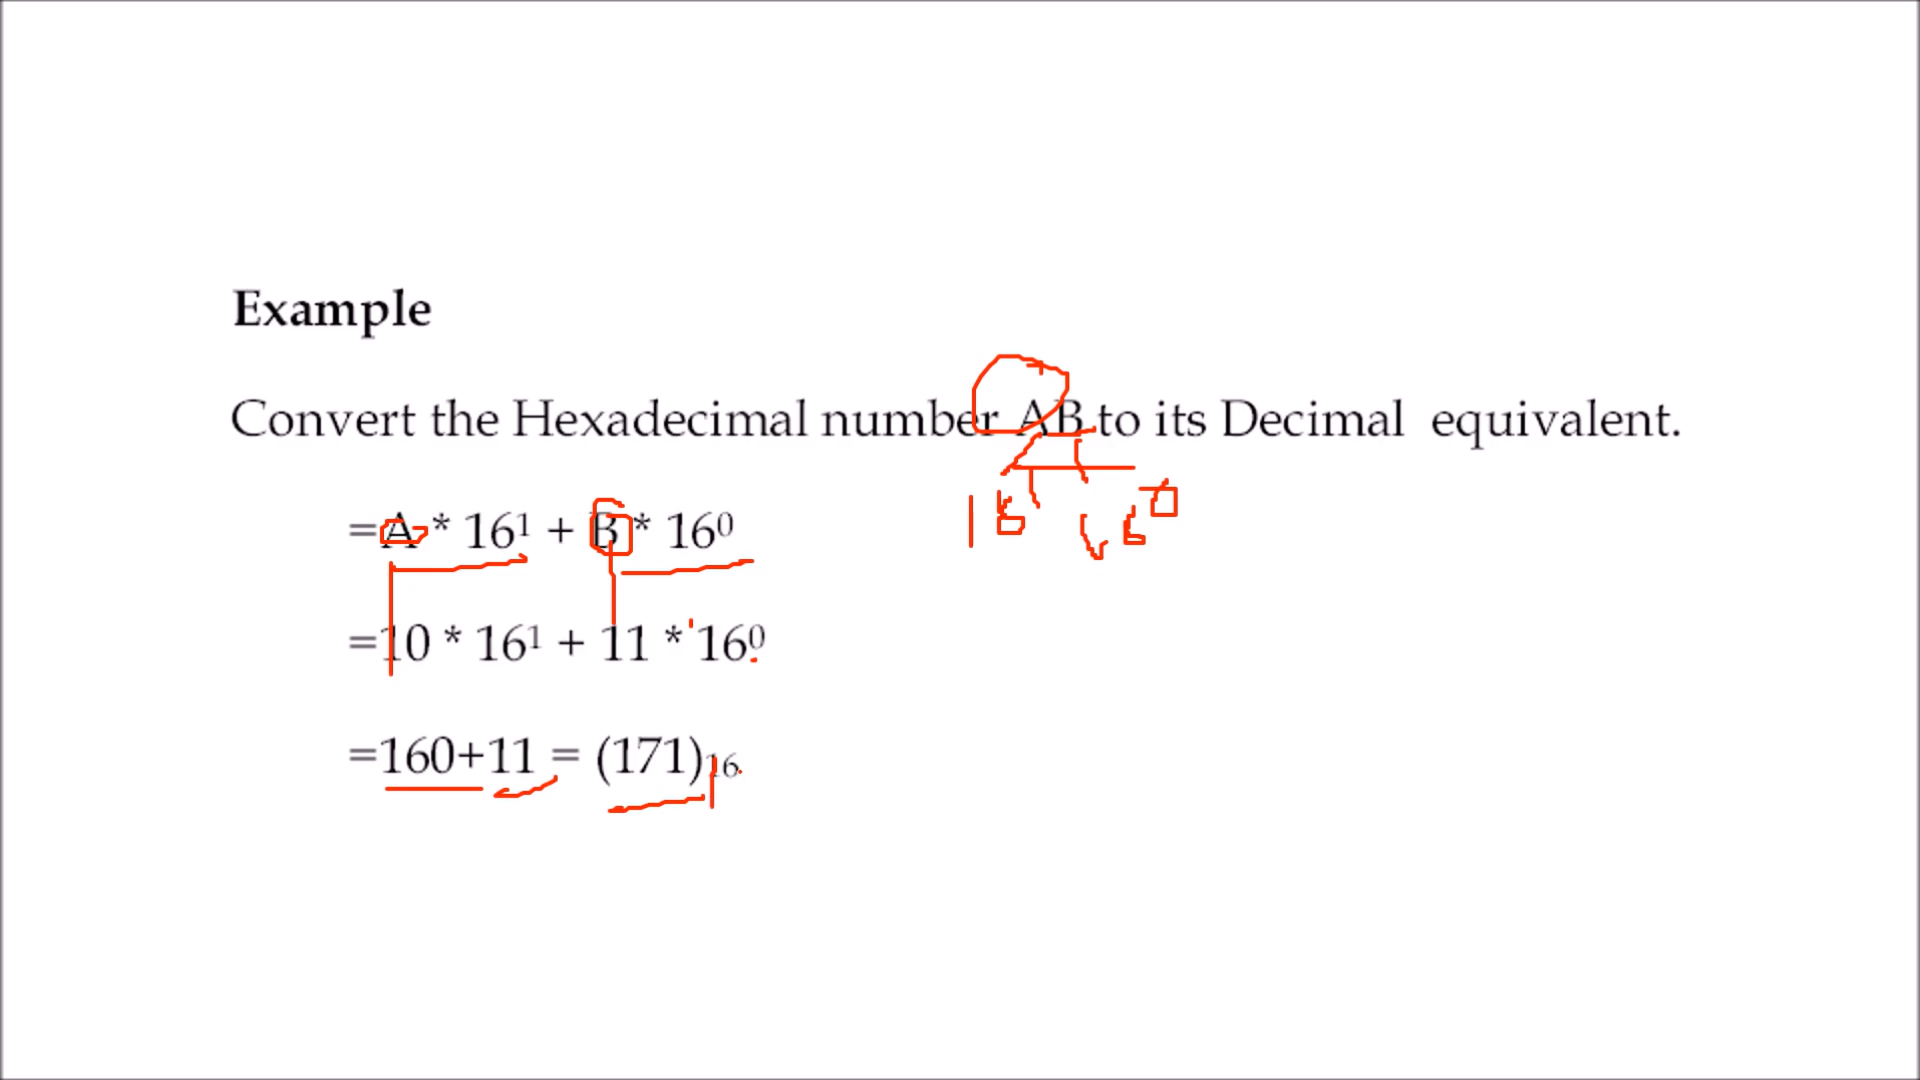 Example
Convert the Hexadecimal number AB to its Decimal equivalent.
=A * 16¹ + B * 16⁰
=10 * 16¹ + 11 * 16⁰
=160+11 = (171)₁₆.